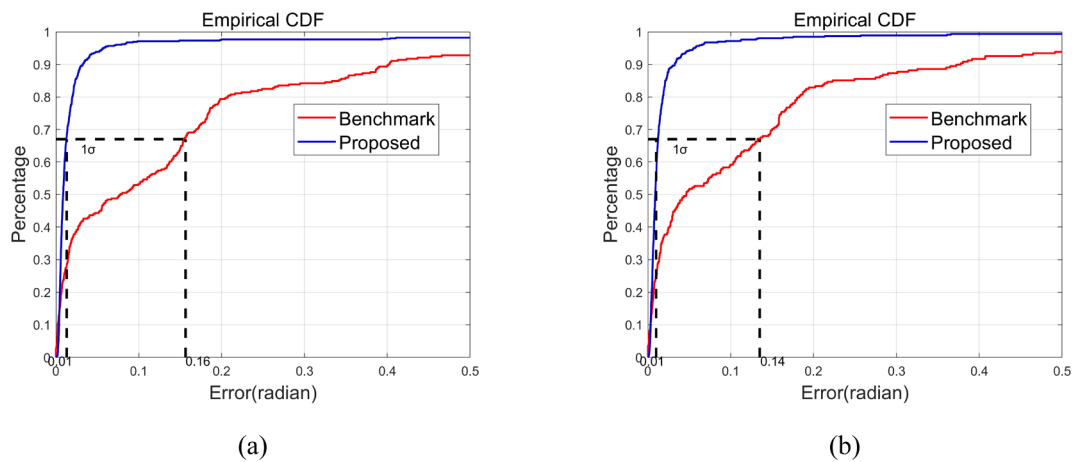 Empirical CDF
1
0.9
0.8
0.7
0.6
0.5
0.4
0.3
0.2
0.1
0
Percentage
1σ
Benchmark
Proposed
0.01
0.16
0
0.1
0.2
0.3
0.4
0.5
Error(radian)
(a)
Empirical CDF
1
0.9
0.8
0.7
0.6
0.5
0.4
0.3
0.2
0.1
0
Percentage
1σ
Benchmark
Proposed
0.01
0.14
0
0.1
0.2
0.3
0.4
0.5
Error(radian)
(b)